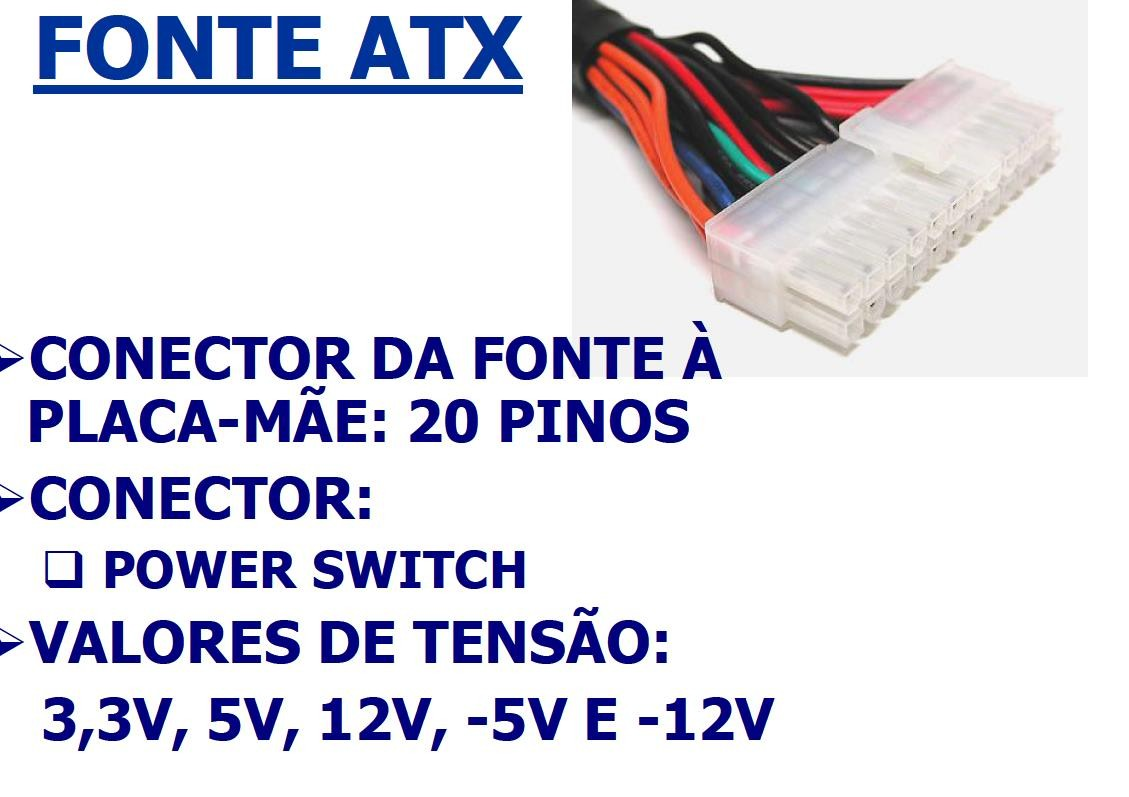 FONTE ATX
➢CONECTOR DA FONTE À
PLACA-MÃE: 20 PINOS
➢CONECTOR:
❑ POWER SWITCH
➢VALORES DE TENSÃO:
3,3V, 5V, 12V, -5V E -12V